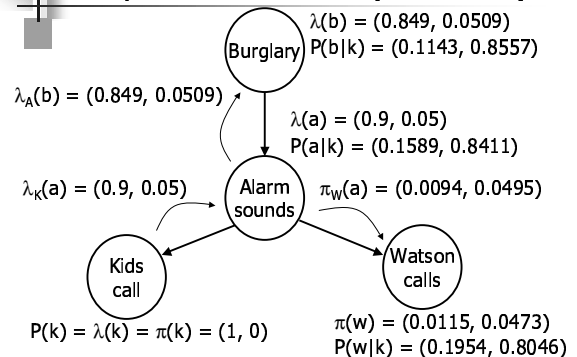 λ(b) = (0.849, 0.0509)
Burglary
P(b|k) = (0.1143, 0.8557)
λA(b) = (0.849, 0.0509)
λ(a) = (0.9, 0.05)
P(a|k) = (0.1589, 0.8411)
λK(a) = (0.9, 0.05)
Alarm
sounds
πW(a) = (0.0094, 0.0495)
Kids
call
Watson
calls
P(k) = λ(k) = π(k) = (1, 0)
π(w) = (0.0115, 0.0473)
P(w|k) = (0.1954, 0.8046)